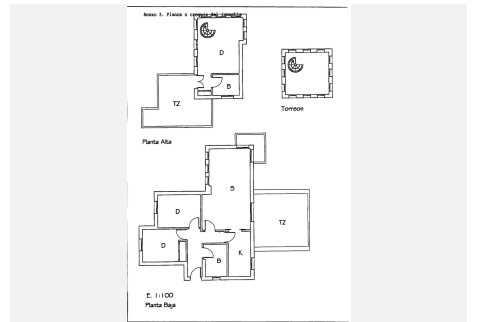 Anexo 3. Planos o croquis del inmueble
D
B
TZ
Torreon
Planta Alta
S
D
TZ
D
K
B
E. 1:100
Planta Baja